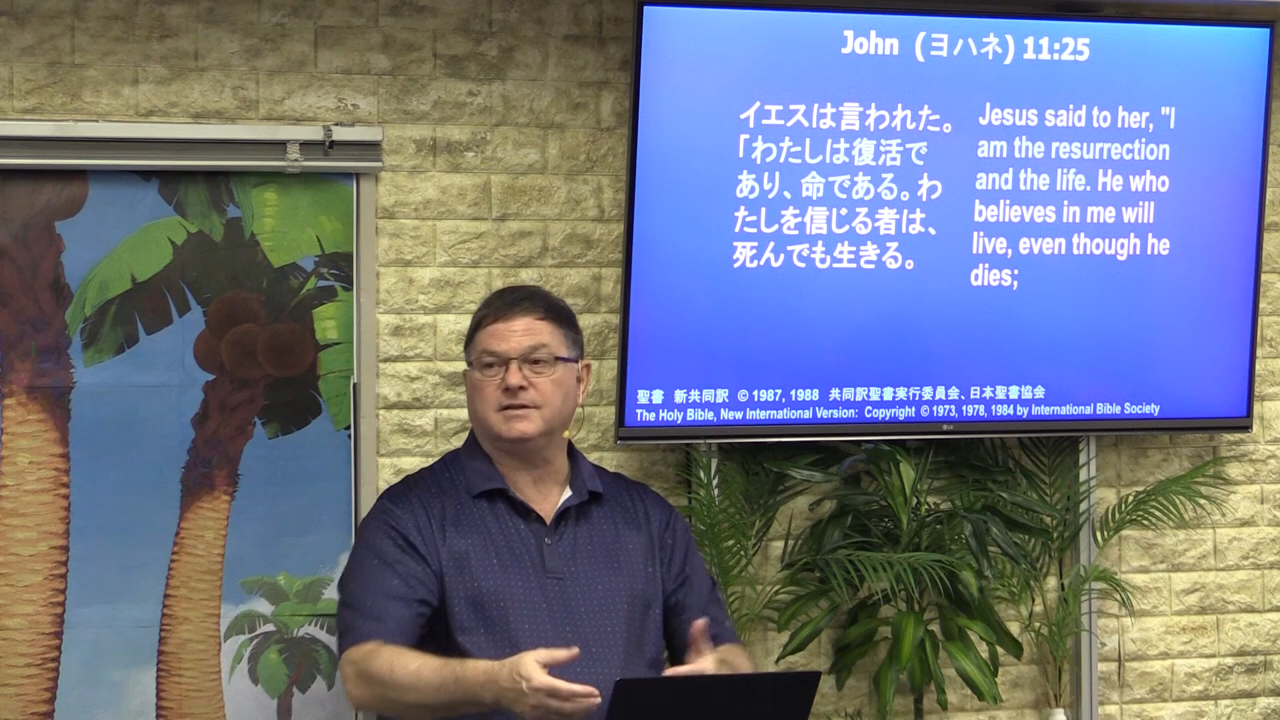 John (ヨハネ) 11:25
イエスは言われた。
「わたしは復活で
あり、命である。わ
たしを信じる者は、
死んでも生きる。
Jesus said to her, "I
am the resurrection
and the life. He who
believes in me will
live, even though he
dies;
聖書 新共同訳 © 1987, 1988 共同訳聖書実行委員会、日本聖書協会
The Holy Bible, New International Version: Copyright © 1973, 1978, 1984 by International Bible Society
LG